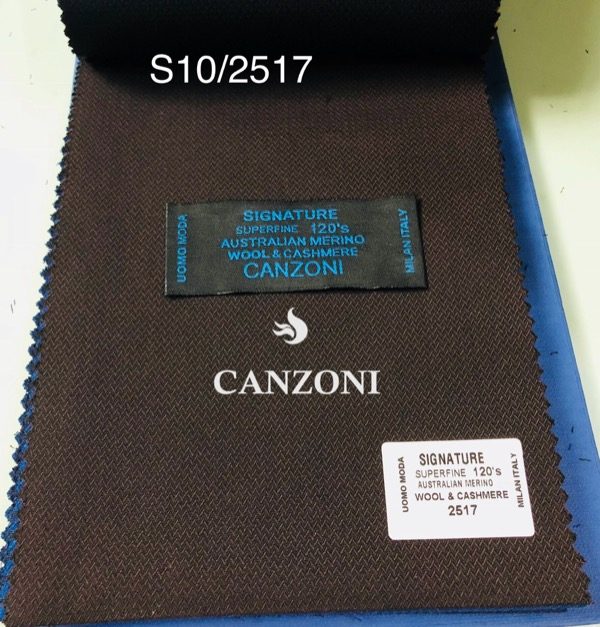 S10/2517
UOMO MODA
SIGNATURE
SUPERFINE 120's
AUSTRALIAN MERINO
WOOL & CASHMERE
CANZONI
MILAN ITALY
CANZONI
UOMO MODA
SIGNATURE
SUPERFINE 120's
AUSTRALIAN MERINO
WOOL & CASHMERE
2517
MILAN ITALY